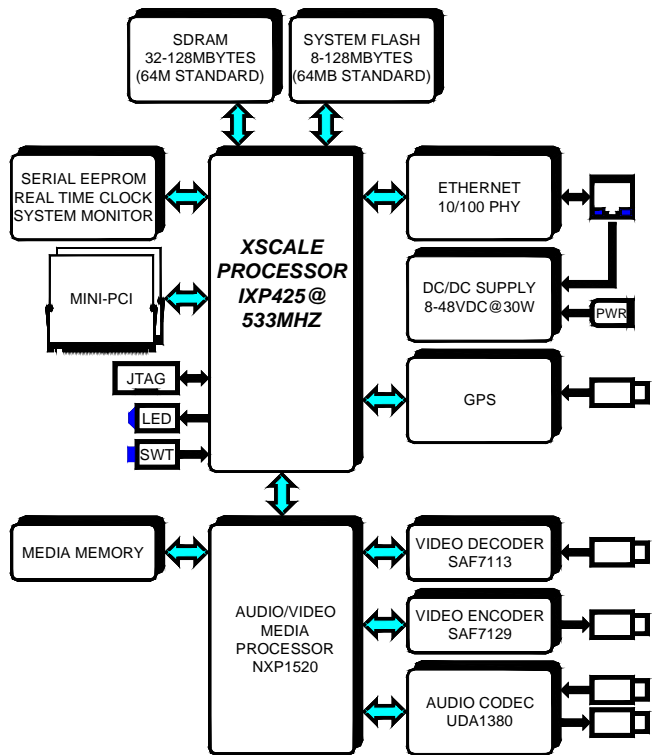 SDRAM
32-128MBYTES
(64M STANDARD)
SYSTEM FLASH
8-128MBYTES
(64MB STANDARD)
SERIAL EEPROM
REAL TIME CLOCK
SYSTEM MONITOR
XSCALE
PROCESSOR
IXP425@
533MHZ
ETHERNET
10/100 PHY
MINI-PCI
DC/DC SUPPLY
8-48VDC@30W
PWR
JTAG
LED
SWT
GPS
MEDIA MEMORY
AUDIO/VIDEO
MEDIA
PROCESSOR
NXP1520
VIDEO DECODER
SAF7113
VIDEO ENCODER
SAF7129
AUDIO CODEC
UDA1380